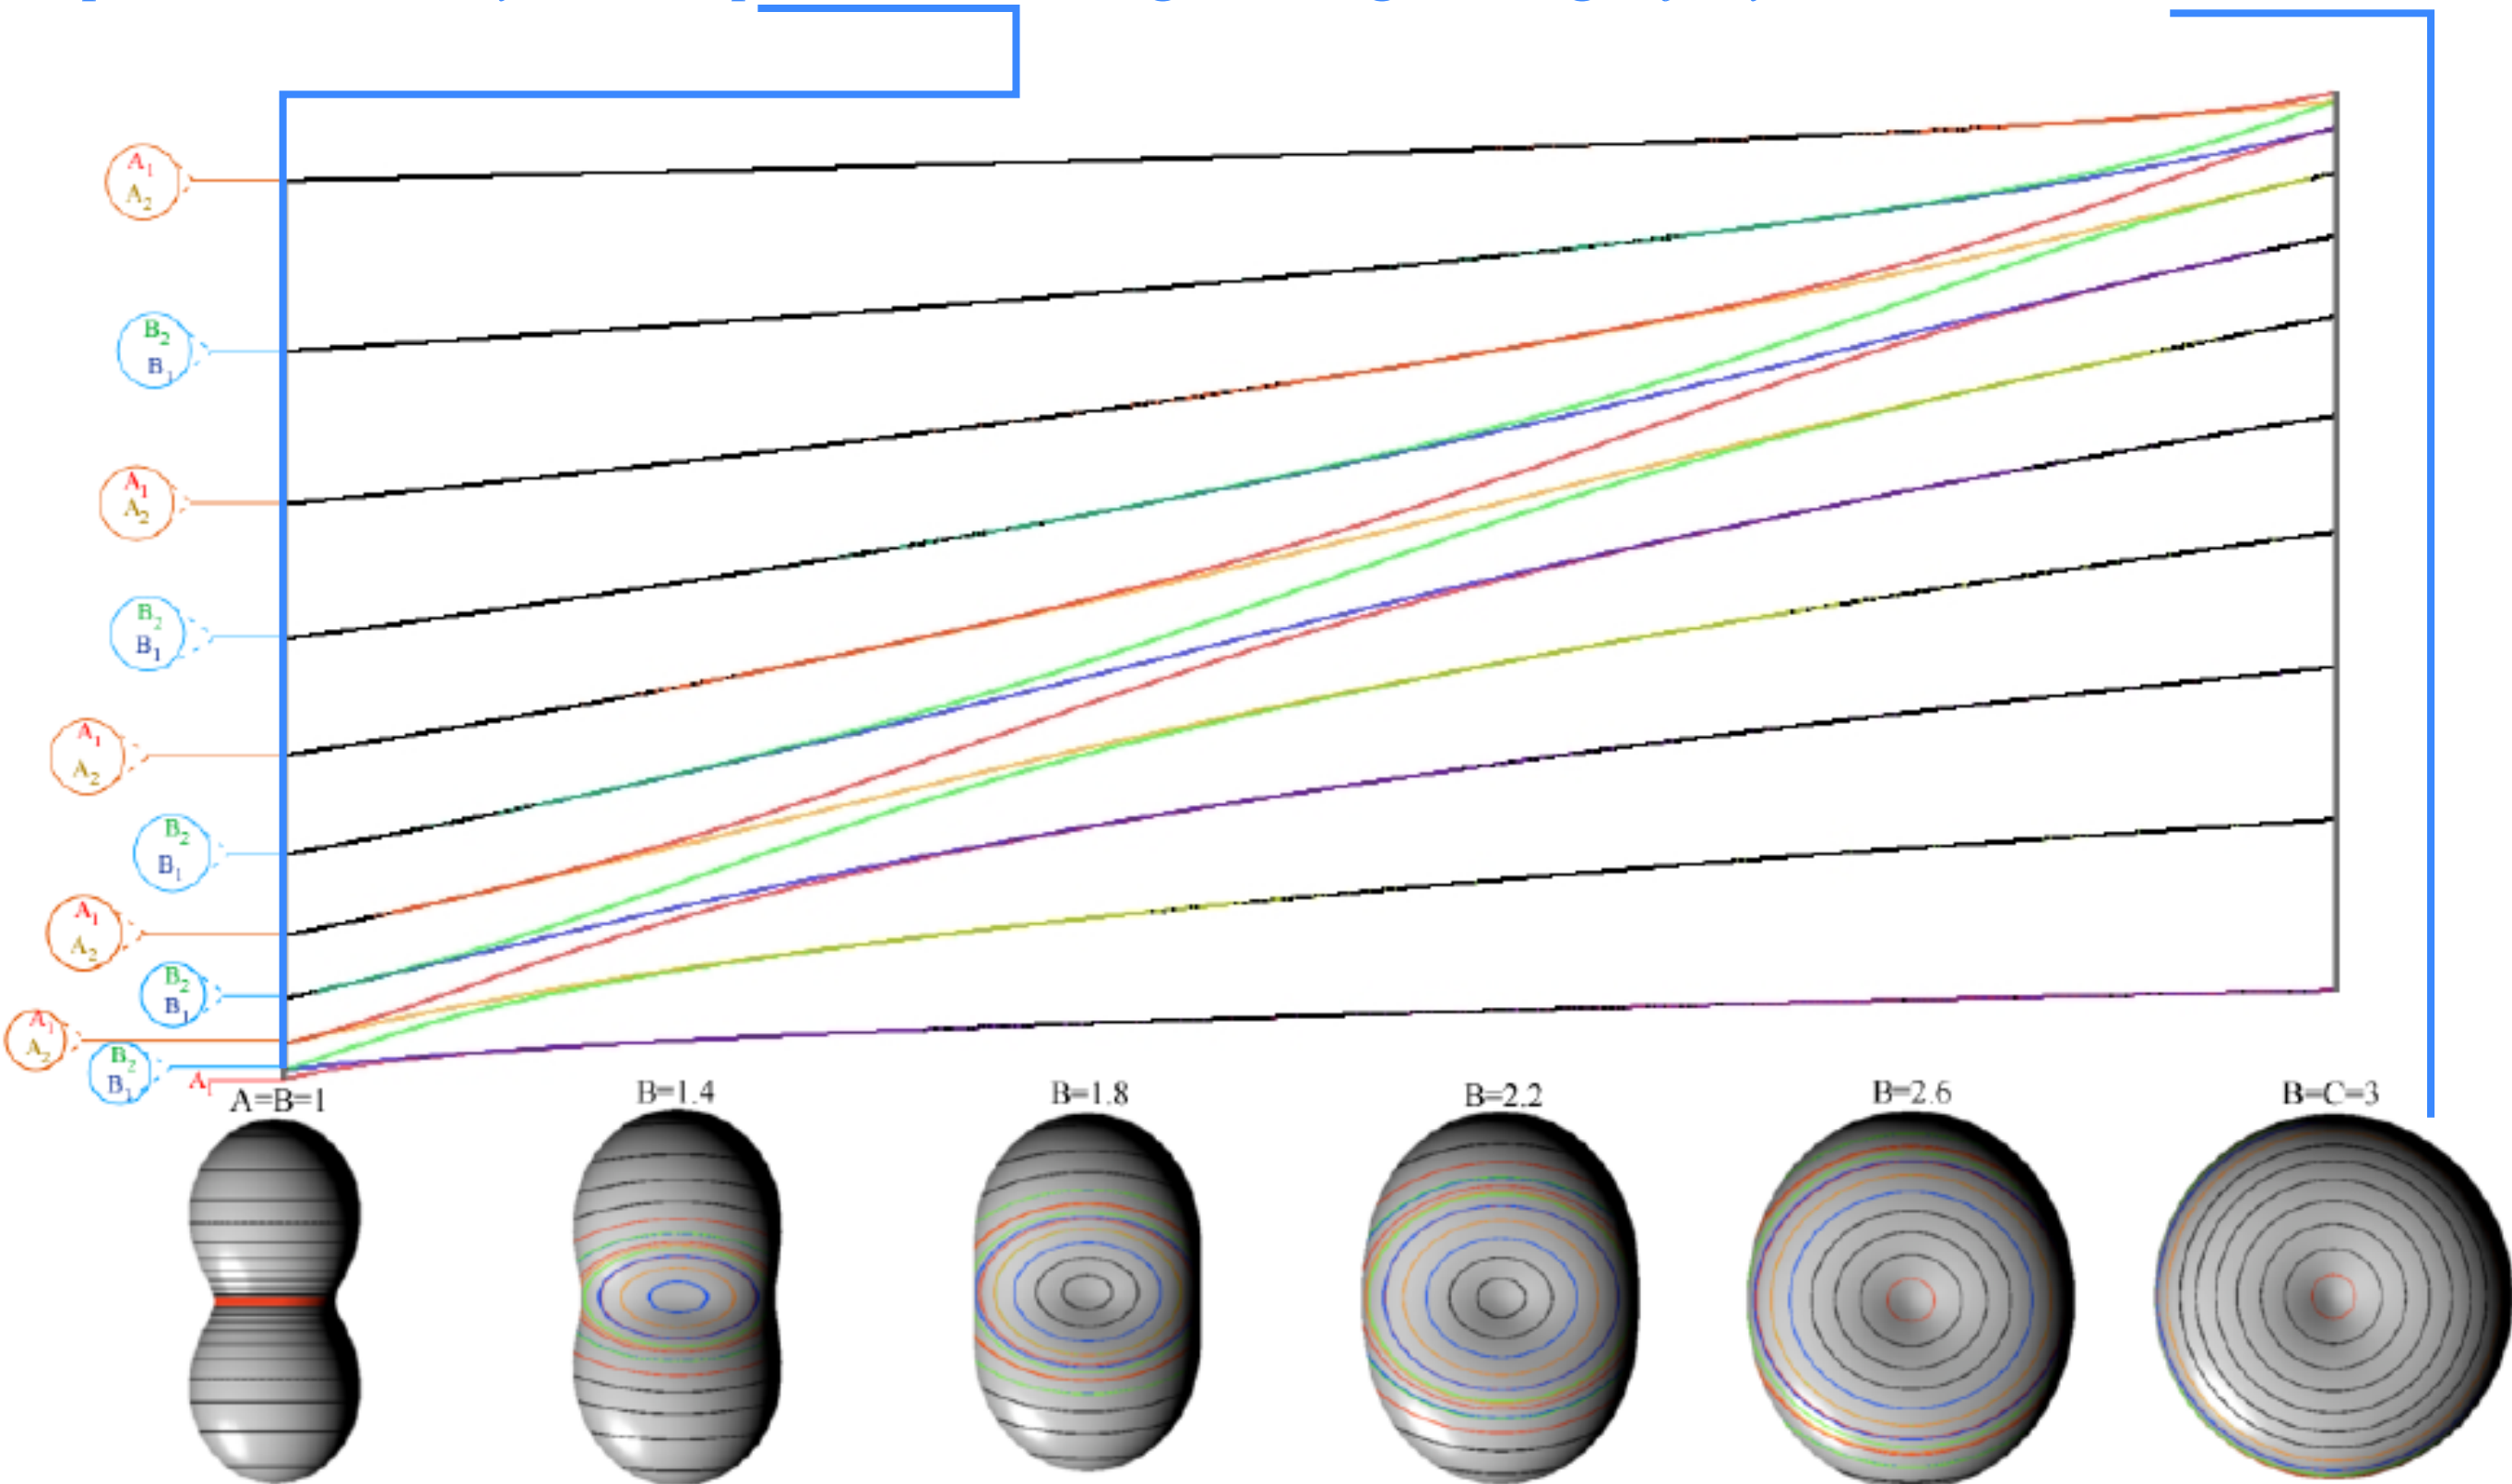 A₁
A₂
B₂
B₁
A₁
A₂
B₂
B₁
A₁
A₂
B₂
B₁
A₁
A₂
B₂
B₁
A₁
A₂
B₂
B₁
A₁
A=B=1
B=1.4
B=1.8
B=2.2
B=2.6
B=C=3